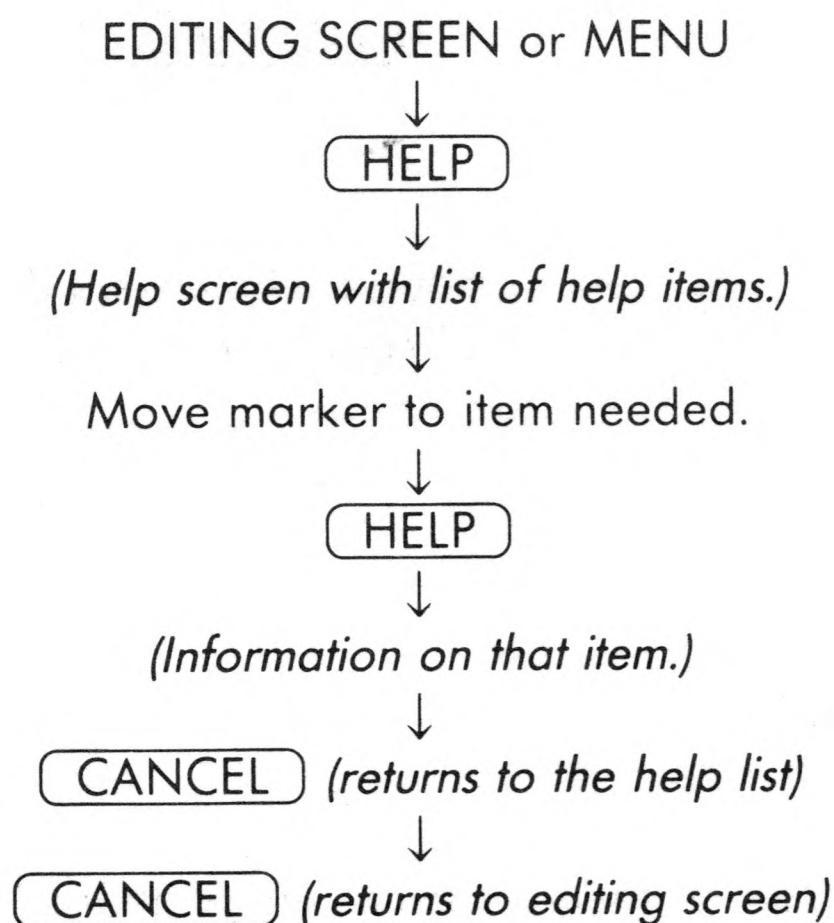 EDITING SCREEN or MENU
HELP
(Help screen with list of help items.)
Move marker to item needed.
HELP
(Information on that item.)
CANCEL (returns to the help list)
CANCEL (returns to editing screen)